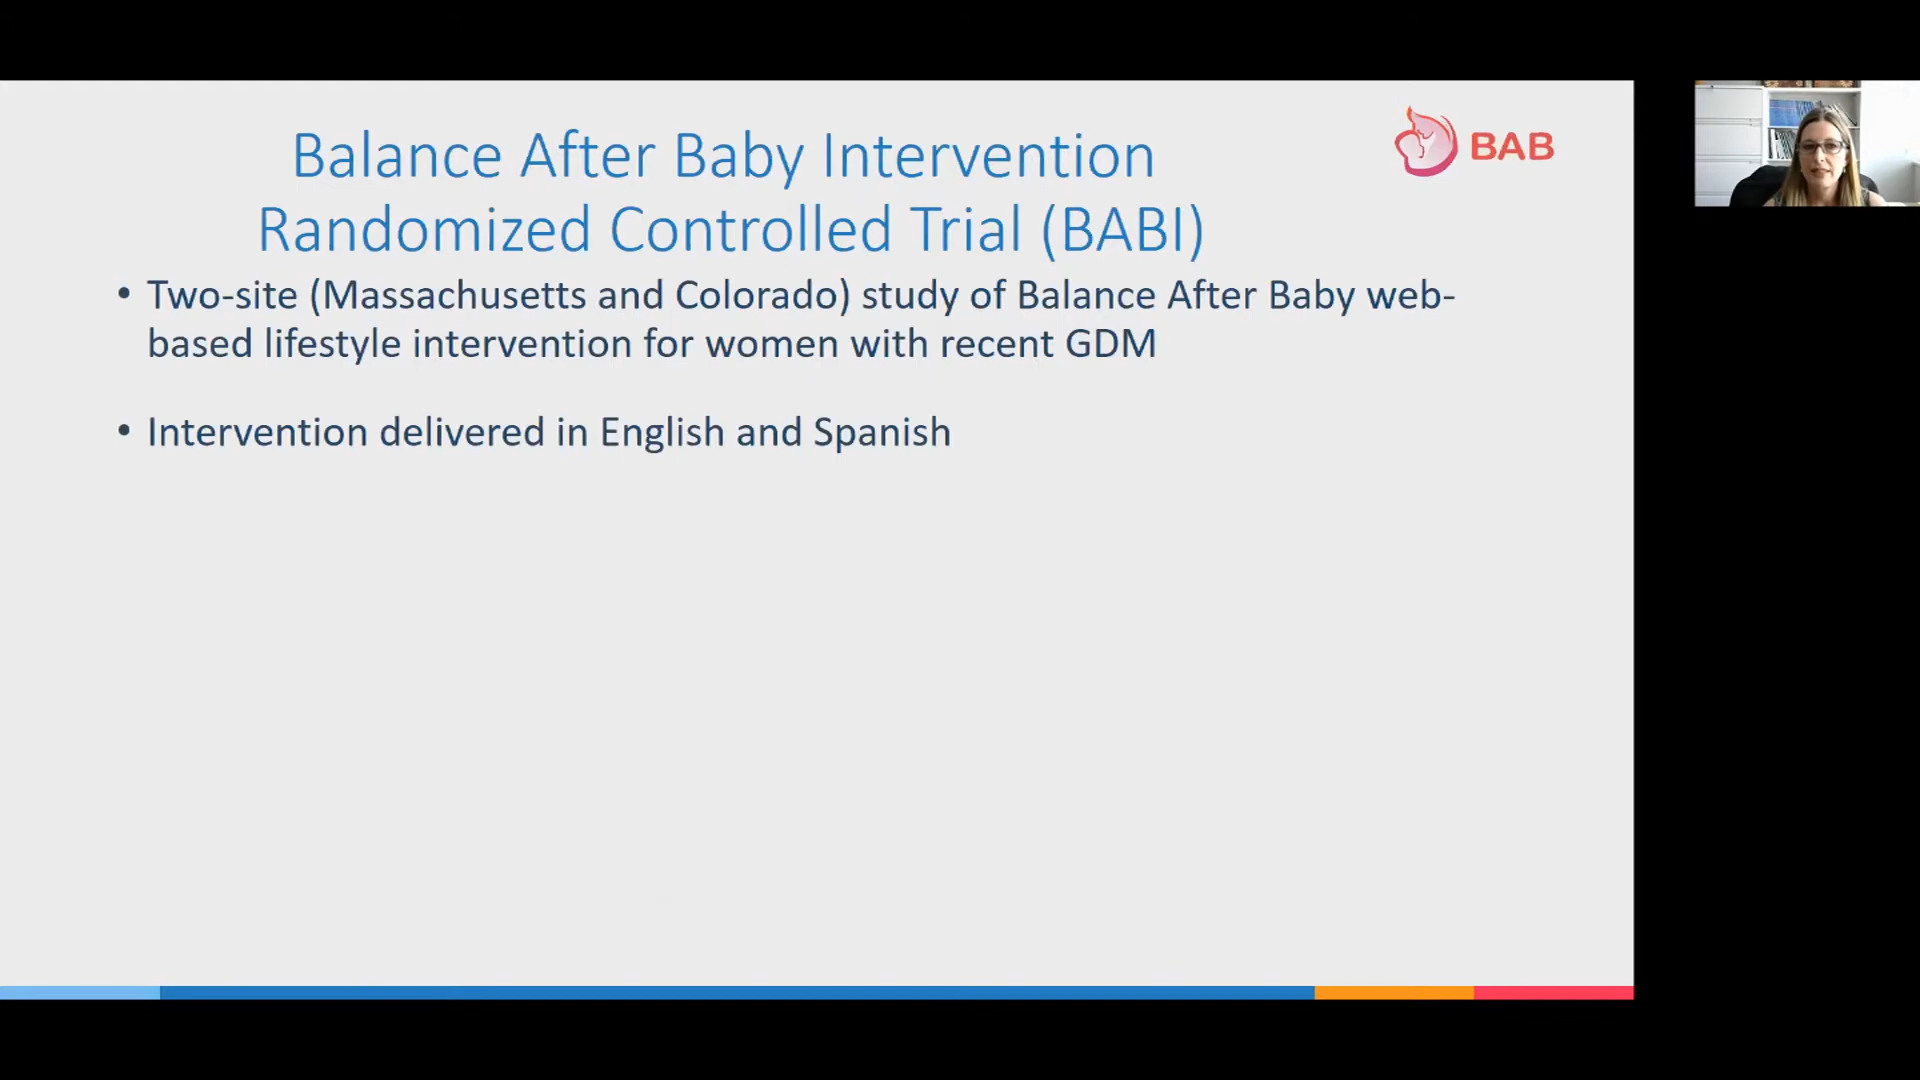 Balance After Baby Intervention
Randomized Controlled Trial (BABI)
BAB
• Two-site (Massachusetts and Colorado) study of Balance After Baby web-
based lifestyle intervention for women with recent GDM
• Intervention delivered in English and Spanish